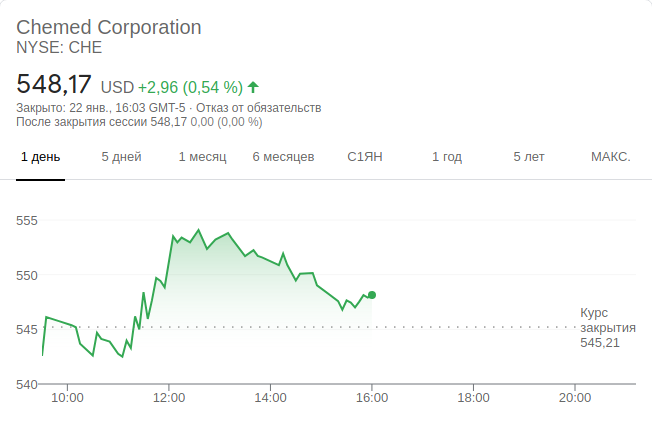 Chemed Corporation
NYSE: CHE
548,17 USD +2,96 (0,54 %)
Закрыто: 22 янв., 16:03 GMT-5 · Отказ от обязательств
После закрытия сессии 548,17 0,00 (0,00 %)
1 день 5 дней 1 месяц 6 месяцев С1ЯН 1 год 5 лет МАКС.
555
550
545
540
Курс
закрытия
545,21
10:00 12:00 14:00 16:00 18:00 20:00